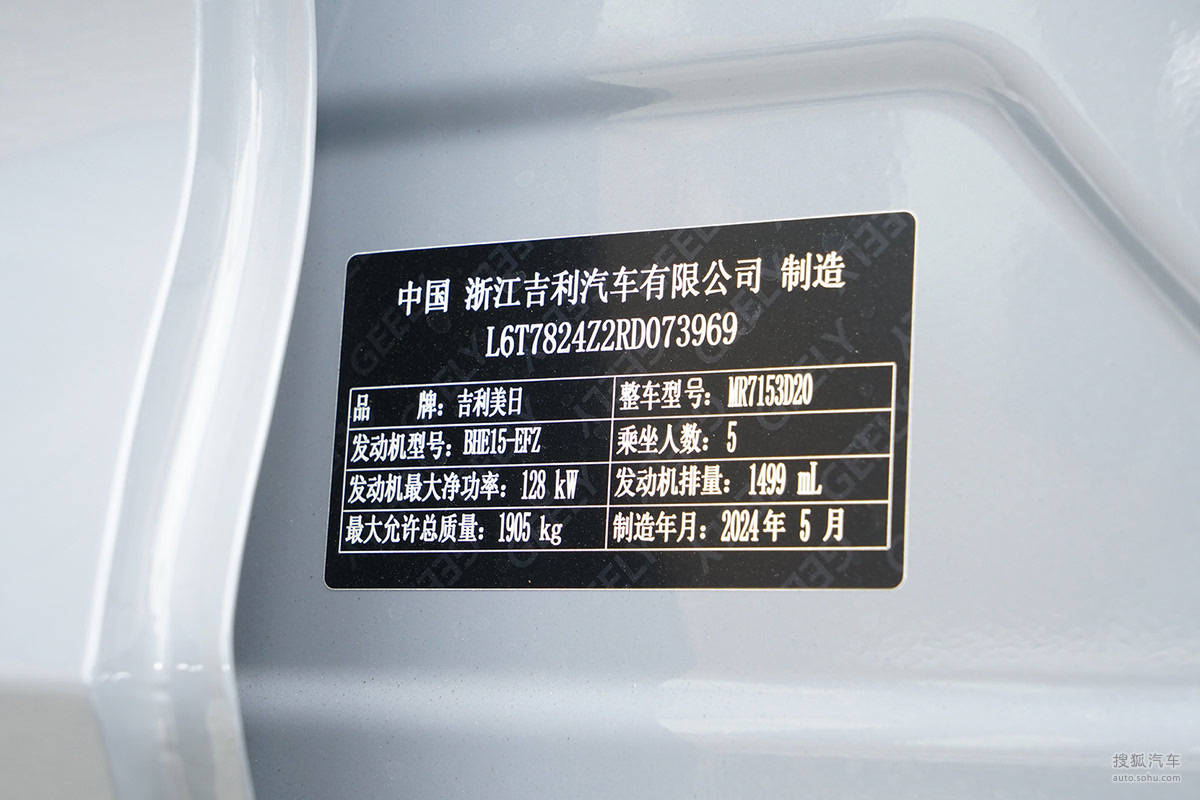 中国 浙江吉利汽车有限公司 制造
L6T7824Z2RD073969
品 牌：吉利美日 整车型号：MR7153D20
发动机型号：BHE15-EFZ 乘坐人数：5
发动机最大净功率：128 kW 发动机排量：1499 mL
最大允许总质量：1905 kg 制造年月：2024年 5 月
搜狐汽车
auto.sohu.com